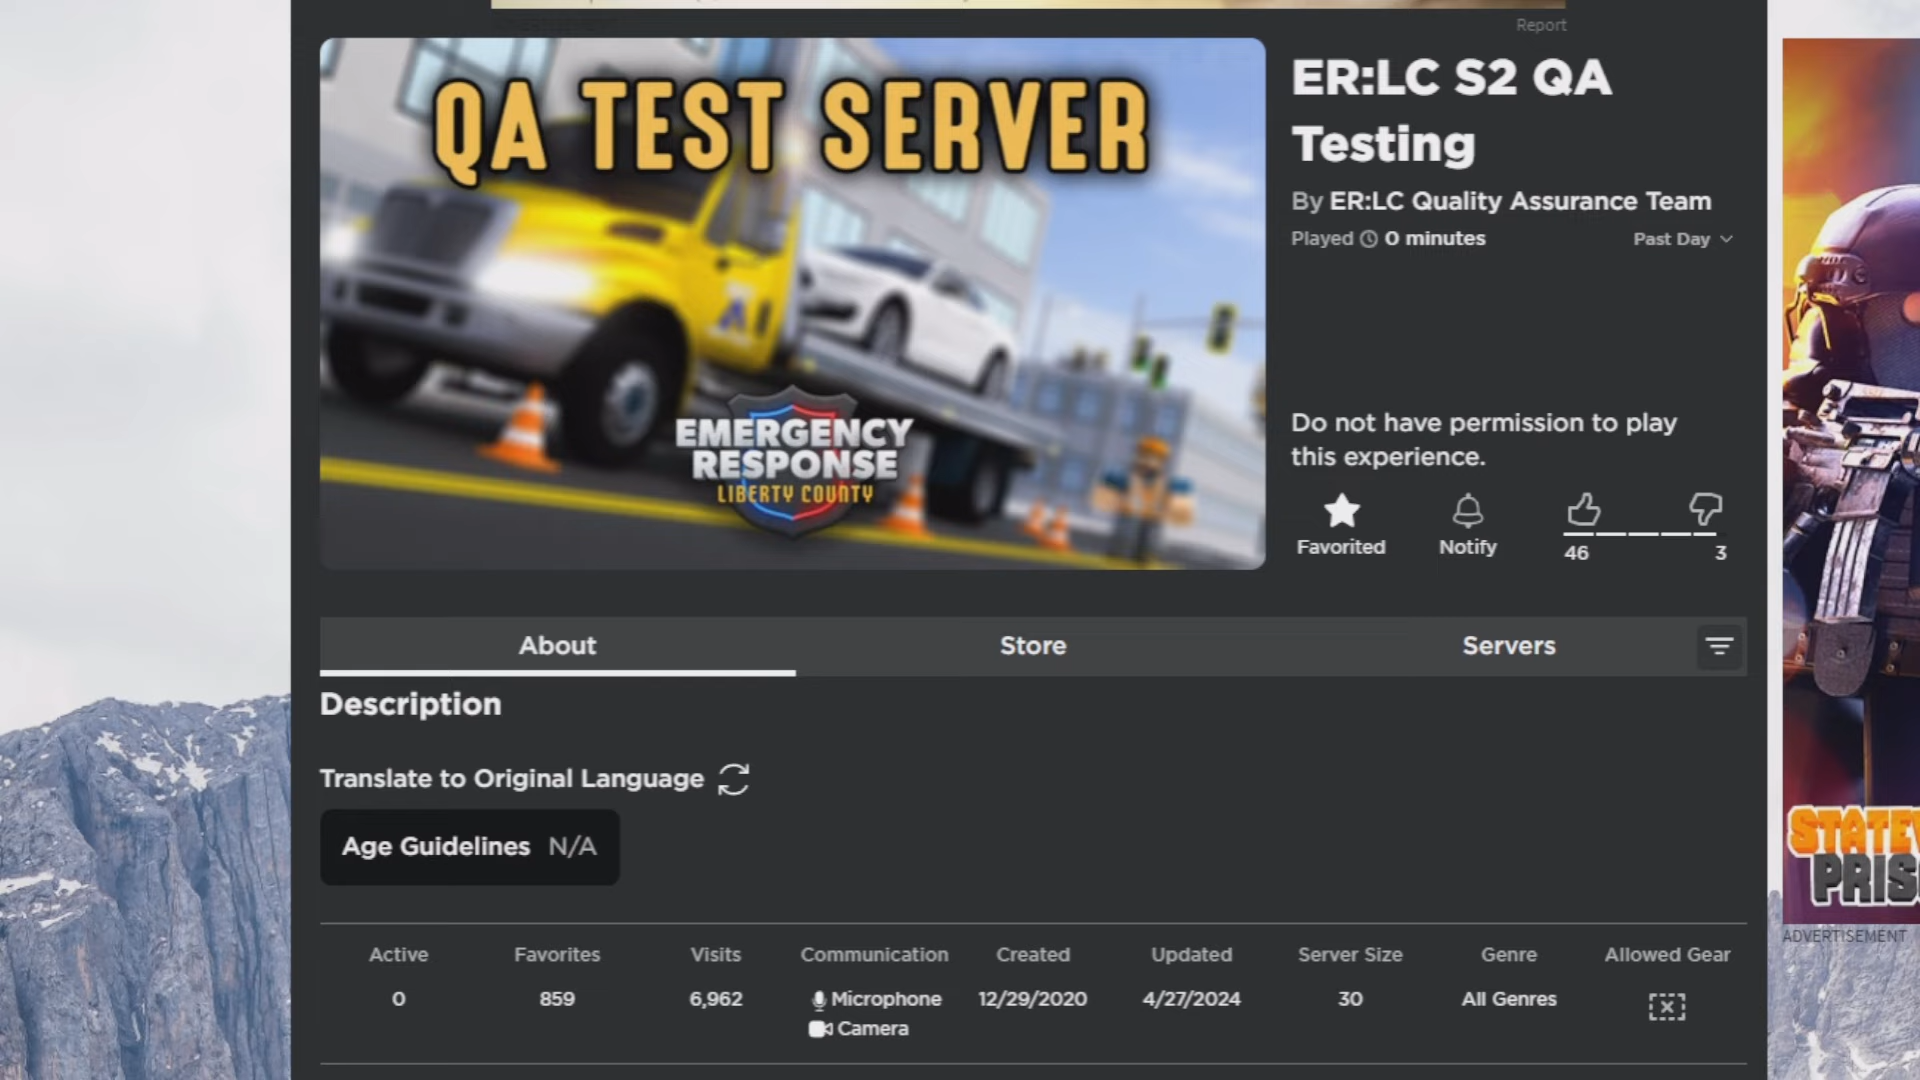 Report
QA TEST SERVER
EMERGENCY
RESPONSE
LIBERTY COUNTY
ER:LC S2 QA
Testing
By ER:LC Quality Assurance Team
Played 0 minutes Past Day
Do not have permission to play
this experience.
Favorited Notify 46 3
About Store Servers
Description
Translate to Original Language
Age Guidelines N/A
Active Favorites Visits Communication Created Updated Server Size Genre Allowed Gear
0 859 6,962 Microphone 12/29/2020 4/27/2024 30 All Genres
Camera
ADVERTISEMENT